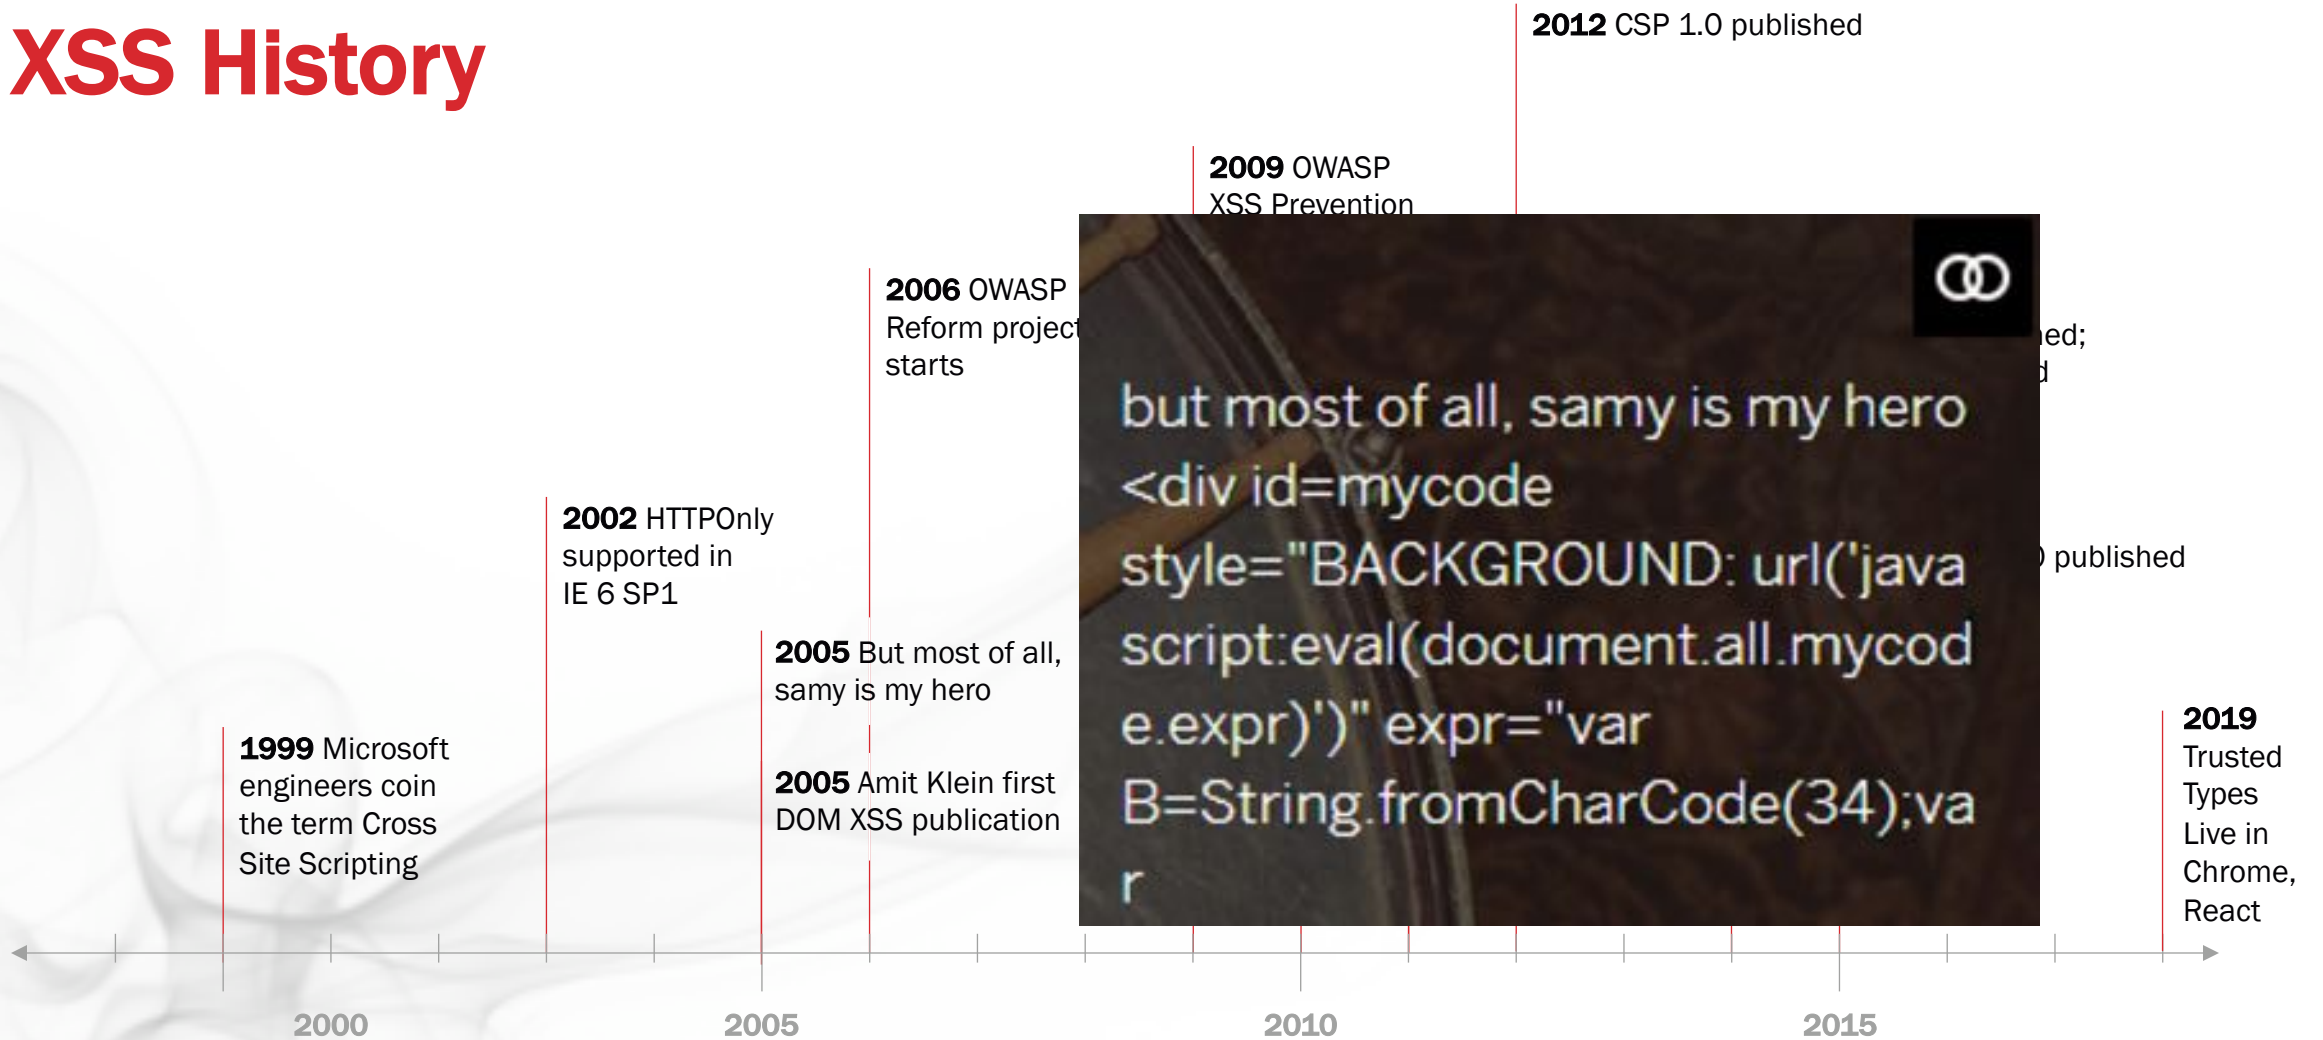 XSS History
2012 CSP 1.0 published
2009 OWASP
XSS Prevention
2006 OWASP
Reform project
starts
2002 HTTPOnly
supported in
IE 6 SP1
2005 But most of all,
samy is my hero
2005 Amit Klein first
DOM XSS publication
1999 Microsoft
engineers coin
the term Cross
Site Scripting
but most of all, samy is my hero
<div id=mycode
style="BACKGROUND: url('java
script:eval(document.all.mycod
e.expr)')" expr="var
B=String.fromCharCode(34);va
r
published
2019
Trusted
Types
Live in
Chrome,
React
2000
2005
2010
2015